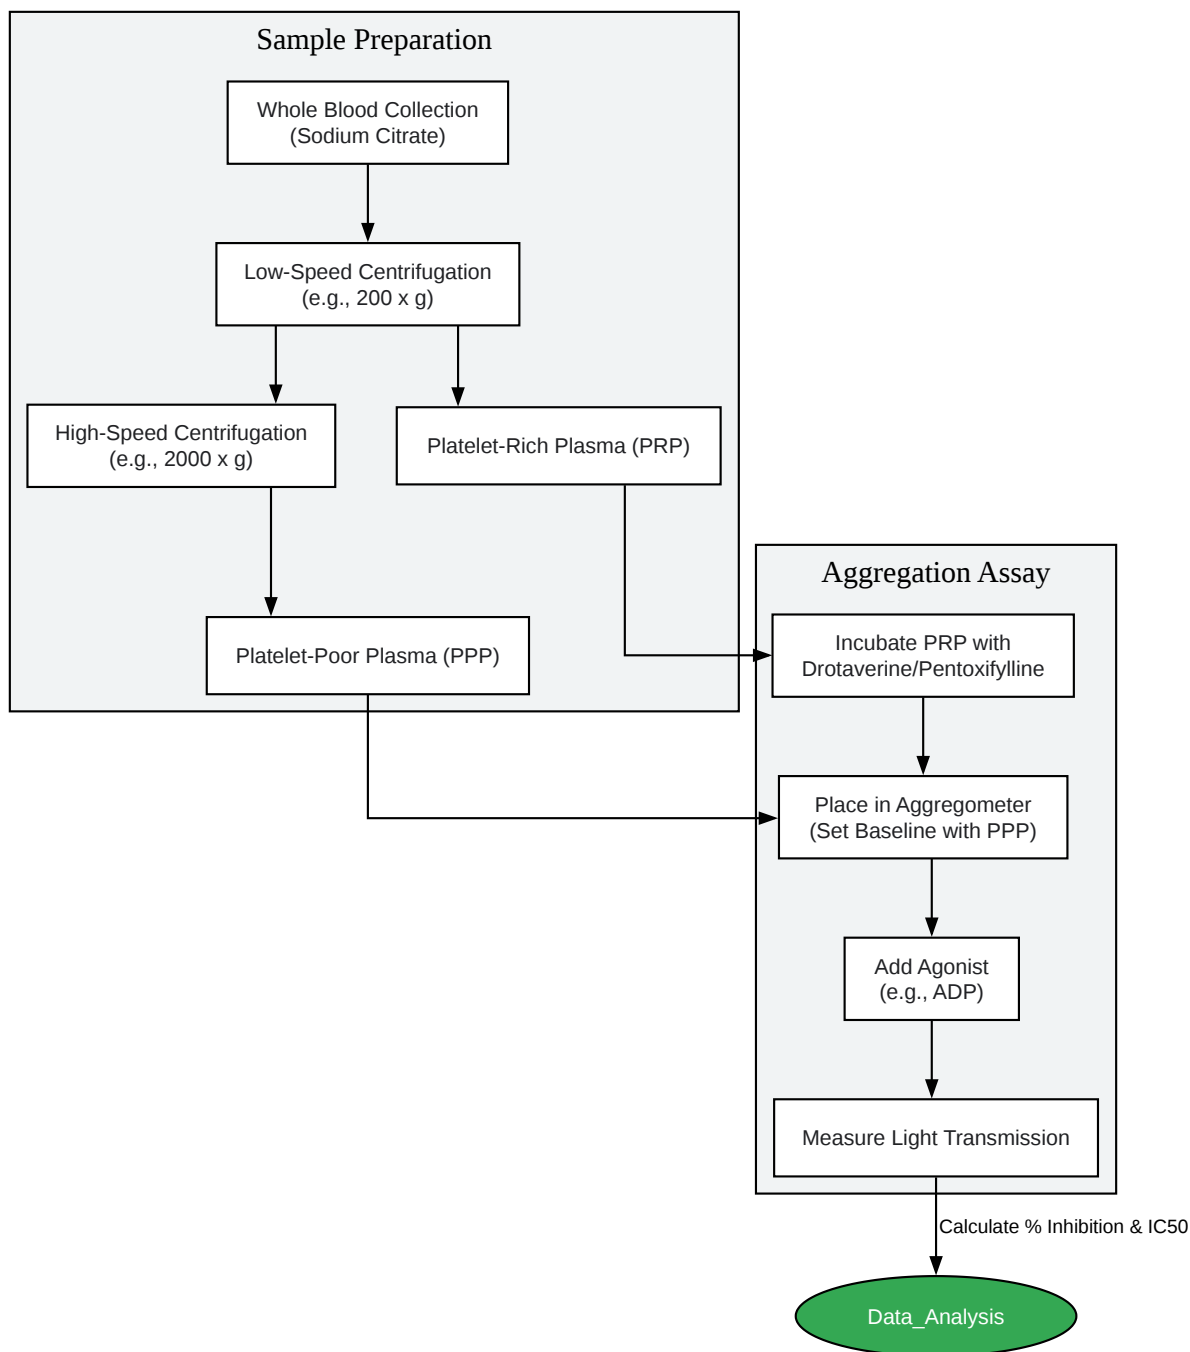 Sample Preparation
Whole Blood Collection
(Sodium Citrate)
Low-Speed Centrifugation
(e.g., 200 x g)
High-Speed Centrifugation
(e.g., 2000 x g)
Platelet-Rich Plasma (PRP)
Platelet-Poor Plasma (PPP)
Aggregation Assay
Incubate PRP with
Drotaverine/Pentoxifylline
Place in Aggregometer
(Set Baseline with PPP)
Add Agonist
(e.g., ADP)
Measure Light Transmission
Calculate % Inhibition & IC50
Data_Analysis